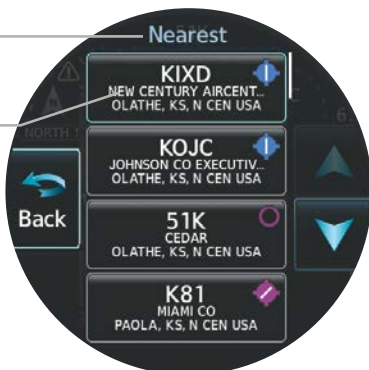 Nearest
KIXD
NEW CENTURY AIRCENT...
OLATHE, KS, N CEN USA
KOJC
JOHNSON CO EXECUTIV...
OLATHE, KS, N CEN USA
Back
51K
CEDAR
OLATHE, KS, N CEN USA
K81
MIAMI CO
PAOLA, KS, N CEN USA
NORTH